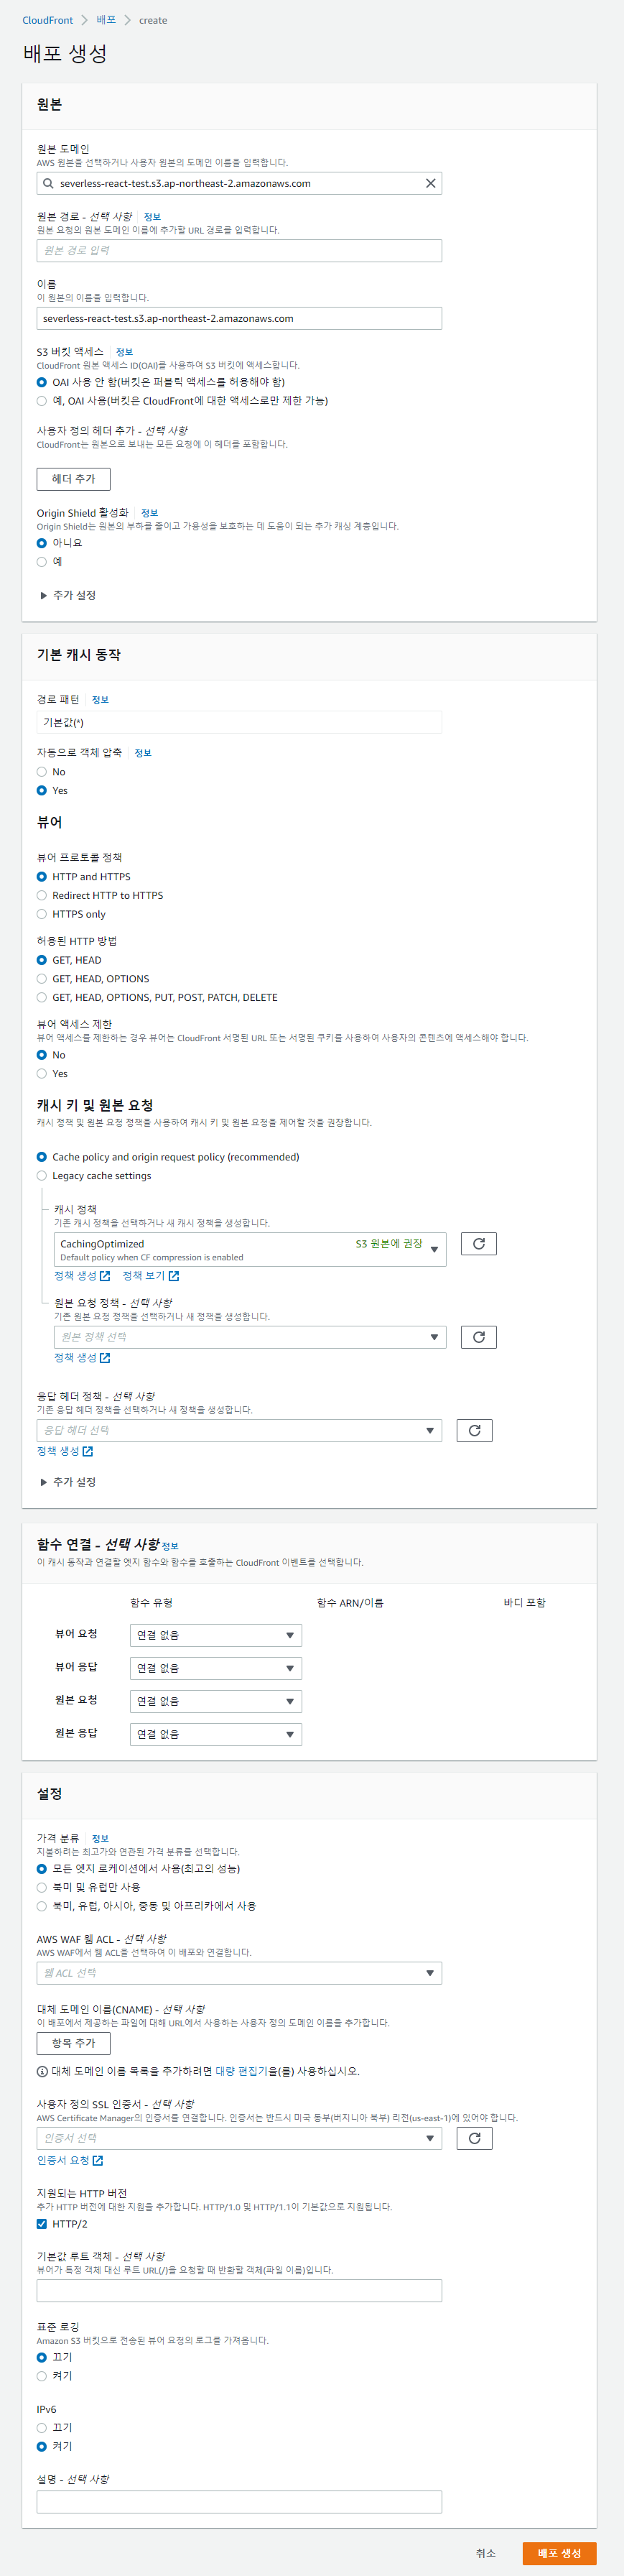 CloudFront > 배포 > create
배포 생성
원본
원본 도메인
AWS 원본을 선택하거나 사용자 원본의 도메인 이름을 입력합니다.
severless-react-test.s3.ap-northeast-2.amazonaws.com
원본 경로 - 선택 사항 정보
원본 요청의 원본 도메인 이름에 추가할 URL 경로를 입력합니다.
원본 경로 입력
이름
이 원본의 이름을 입력합니다.
severless-react-test.s3.ap-northeast-2.amazonaws.com
S3 버킷 액세스 정보
CloudFront 원본 액세스 ID(OAI)를 사용하여 S3 버킷에 액세스합니다.
OAI 사용 안 함(버킷은 퍼블릭 액세스를 허용해야 함)
예, OAI 사용(버킷은 CloudFront에 대한 액세스로만 제한 가능)
사용자 정의 헤더 추가 - 선택 사항
CloudFront는 원본으로 보내는 모든 요청에 이 헤더를 포함합니다.
헤더 추가
Origin Shield 활성화 정보
Origin Shield는 원본의 부하를 줄이고 가용성을 보호하는 데 도움이 되는 추가 캐싱 계층입니다.
아니요
예
추가 설정
기본 캐시 동작
경로 패턴 정보
기본값(*)
자동으로 객체 압축 정보
No
Yes
뷰어
뷰어 프로토콜 정책
HTTP and HTTPS
Redirect HTTP to HTTPS
HTTPS only
허용된 HTTP 방법
GET, HEAD
GET, HEAD, OPTIONS
GET, HEAD, OPTIONS, PUT, POST, PATCH, DELETE
뷰어 액세스 제한
뷰어 액세스를 제한하는 경우 뷰어는 CloudFront 서명된 URL 또는 서명된 쿠키를 사용하여 사용자의 콘텐츠에 액세스해야 합니다.
No
Yes
캐시 키 및 원본 요청
캐시 정책 및 원본 요청 정책을 사용하여 캐시 키 및 원본 요청을 제어할 것을 권장합니다.
Cache policy and origin request policy (recommended)
Legacy cache settings
캐시 정책
기존 캐시 정책을 선택하거나 새 캐시 정책을 생성합니다.
CachingOptimized S3 원본에 권장
Default policy when CF compression is enabled
정책 생성 정책 보기
원본 요청 정책 - 선택 사항
기존 원본 요청 정책을 선택하거나 새 정책을 생성합니다.
원본 정책 선택
정책 생성
응답 헤더 정책 - 선택 사항
기존 응답 헤더 정책을 선택하거나 새 정책을 생성합니다.
응답 헤더 선택
정책 생성
추가 설정
함수 연결 - 선택 사항 정보
이 캐시 동작과 연결할 엣지 함수와 함수를 호출하는 CloudFront 이벤트를 선택합니다.
함수 유형 함수 ARN/이름 바디 포함
뷰어 요청 연결 없음
뷰어 응답 연결 없음
원본 요청 연결 없음
원본 응답 연결 없음
설정
가격 분류 정보
지불하려는 최고가와 연관된 가격 분류를 선택합니다.
모든 엣지 로케이션에서 사용(최고의 성능)
북미 및 유럽만 사용
북미, 유럽, 아시아, 중동 및 아프리카에서 사용
AWS WAF 웹 ACL - 선택 사항
AWS WAF에서 웹 ACL을 선택하여 이 배포와 연결합니다.
웹 ACL 선택
대체 도메인 이름(CNAME) - 선택 사항
이 배포에서 제공하는 파일에 대해 URL에서 사용하는 사용자 정의 도메인 이름을 추가합니다.
항목 추가
대체 도메인 이름 목록을 추가하려면 대량 편집기을(를) 사용하십시오.
사용자 정의 SSL 인증서 - 선택 사항
AWS Certificate Manager의 인증서를 연결합니다. 인증서는 반드시 미국 동부(버지니아 북부) 리전(us-east-1)에 있어야 합니다.
인증서 선택
인증서 요청
지원되는 HTTP 버전
추가 HTTP 버전에 대한 지원을 추가합니다. HTTP/1.0 및 HTTP/1.1이 기본값으로 지원됩니다.
HTTP/2
기본값 루트 객체 - 선택 사항
뷰어가 특정 객체 대신 루트 URL(/)을 요청할 때 반환할 객체(파일 이름)입니다.
표준 로깅
Amazon S3 버킷으로 전송된 뷰어 요청의 로그를 가져옵니다.
끄기
켜기
IPv6
끄기
켜기
설명 - 선택 사항
취소 배포 생성